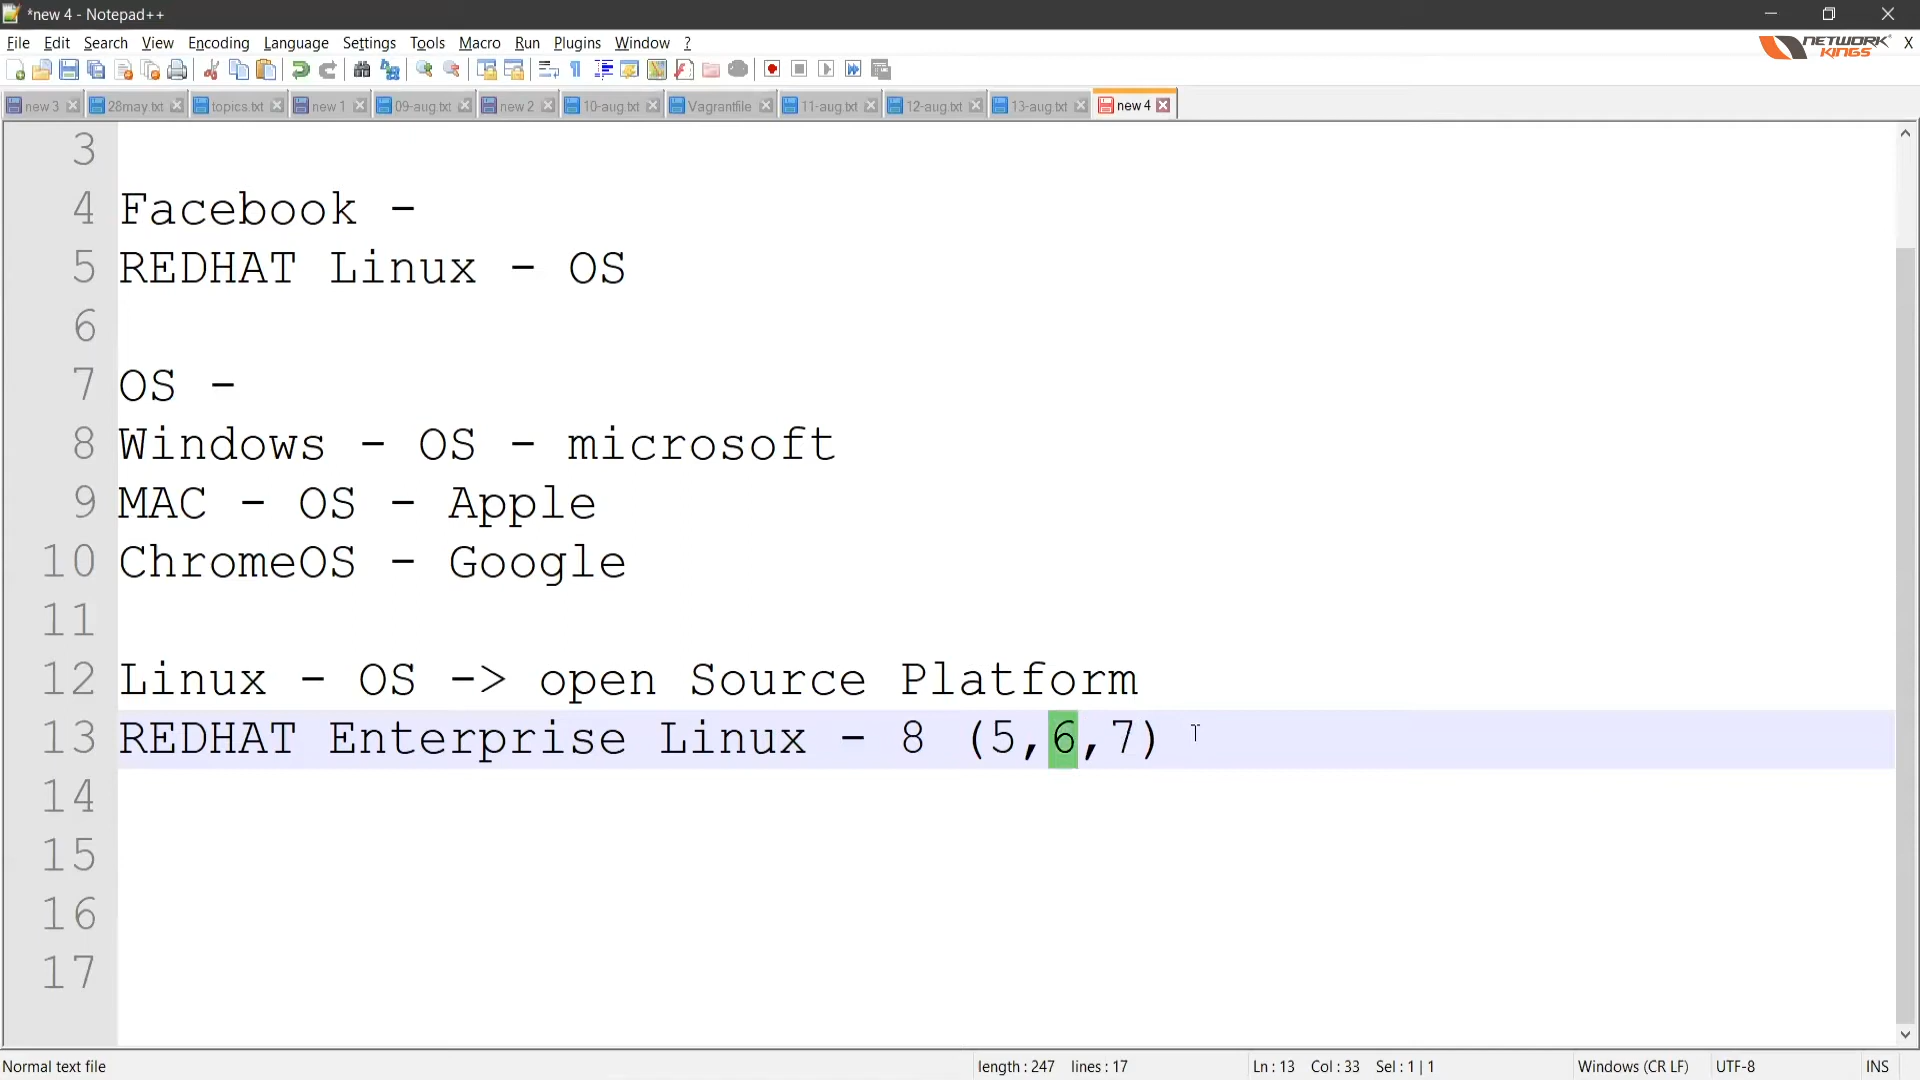 *new 4 - Notepad++
File Edit Search View Encoding Language Settings Tools Macro Run Plugins Window ? X
NETWORK KINGS
new 3 28may.txt topics.txt new 1 09-aug.txt new 2 10-aug.txt Vagrantfile 11-aug.txt 12-aug.txt 13-aug.txt new 4
3
4 Facebook -
5 REDHAT Linux - OS
6
7 OS -
8 Windows - OS - microsoft
9 MAC - OS - Apple
10 ChromeOS - Google
11
12 Linux - OS -> open Source Platform
13 REDHAT Enterprise Linux - 8 (5,6,7)
14
15
16
17
Normal text file length : 247 lines : 17 Ln : 13 Col : 33 Sel : 1 | 1 Windows (CR LF) UTF-8 INS